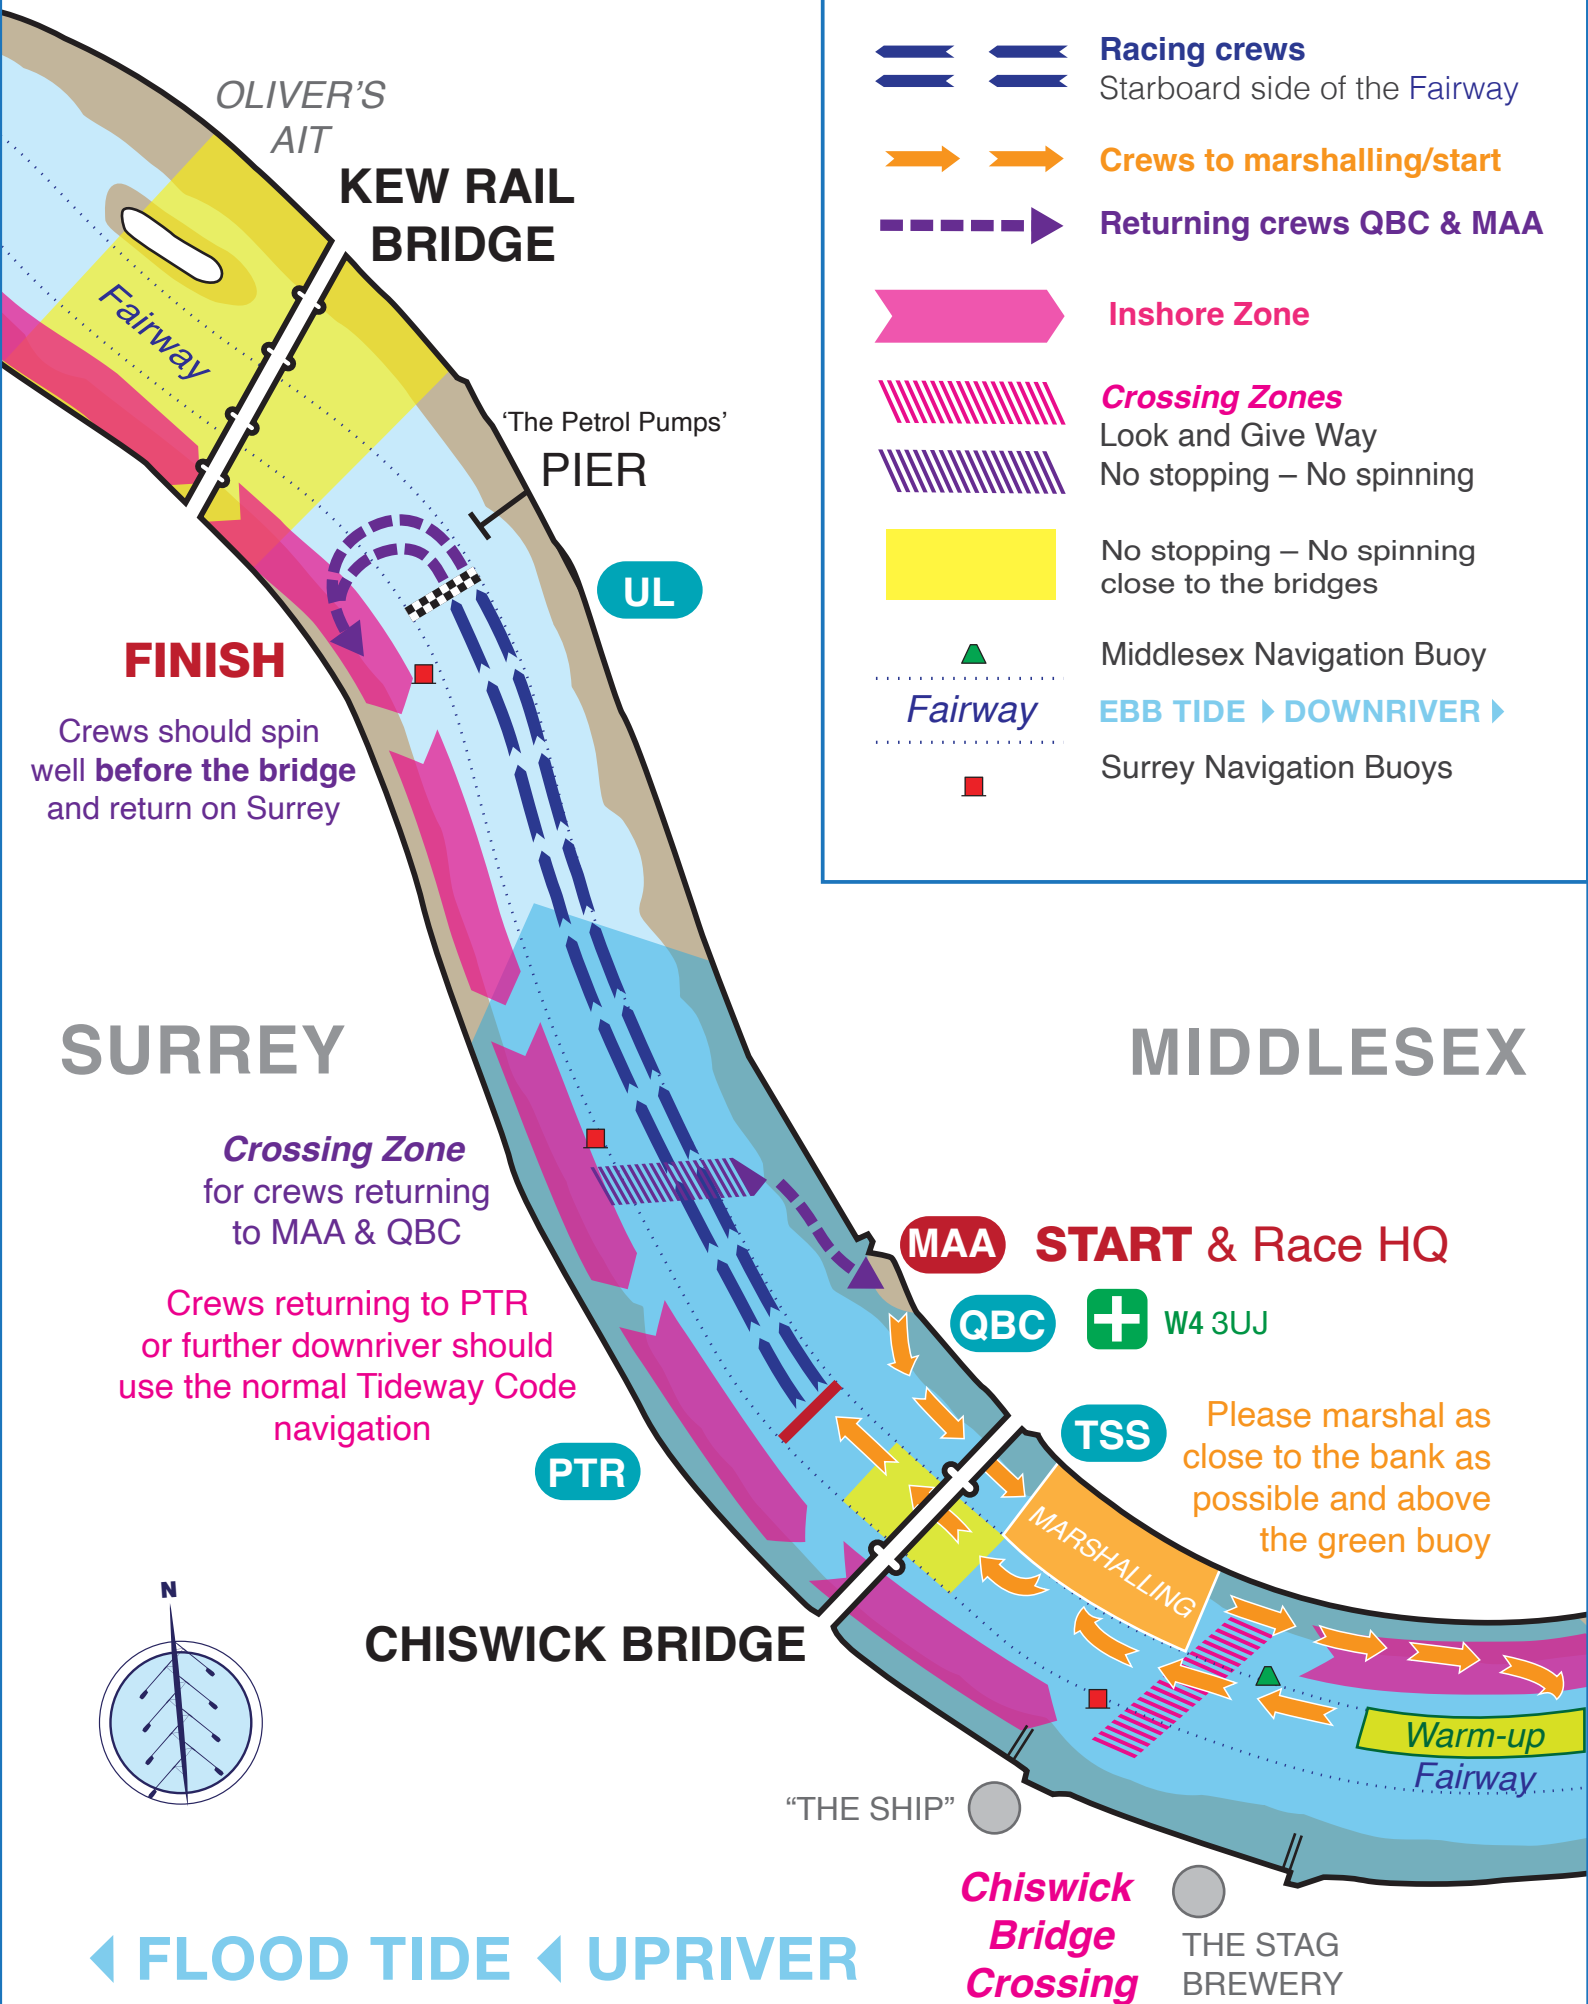 OLIVER'S
AIT
KEW RAIL
BRIDGE
Fairway
'The Petrol Pumps'
PIER
UL
FINISH
Crews should spin
well before the bridge
and return on Surrey
Racing crews
Starboard side of the Fairway
Crews to marshalling/start
Returning crews QBC & MAA
Inshore Zone
Crossing Zones
Look and Give Way
No stopping – No spinning
No stopping – No spinning
close to the bridges
Middlesex Navigation Buoy
Fairway
EBB TIDE DOWNRIVER
Surrey Navigation Buoys
SURREY
MIDDLESEX
Crossing Zone
for crews returning
to MAA & QBC
MAA
START & Race HQ
QBC
W4 3UJ
Crews returning to PTR
or further downriver should
use the normal Tideway Code
navigation
PTR
TSS
Please marshal as
close to the bank as
possible and above
the green buoy
MARSHALLING
N
CHISWICK BRIDGE
Warm-up
Fairway
"THE SHIP"
Chiswick
Bridge
Crossing
THE STAG
BREWERY
FLOOD TIDE UPRIVER